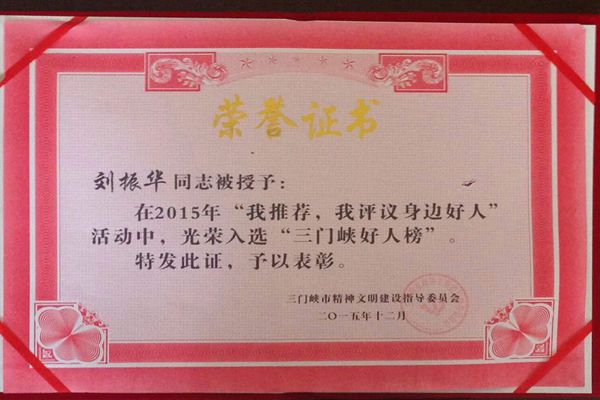 荣誉证书
刘振华同志被授予：
在2015年“我推荐，我评议身边好人”
活动中，光荣入选“三门峡好人榜”。
特发此证，予以表彰。
三门峡市精神文明建设指导委员会
二〇一五年十二月